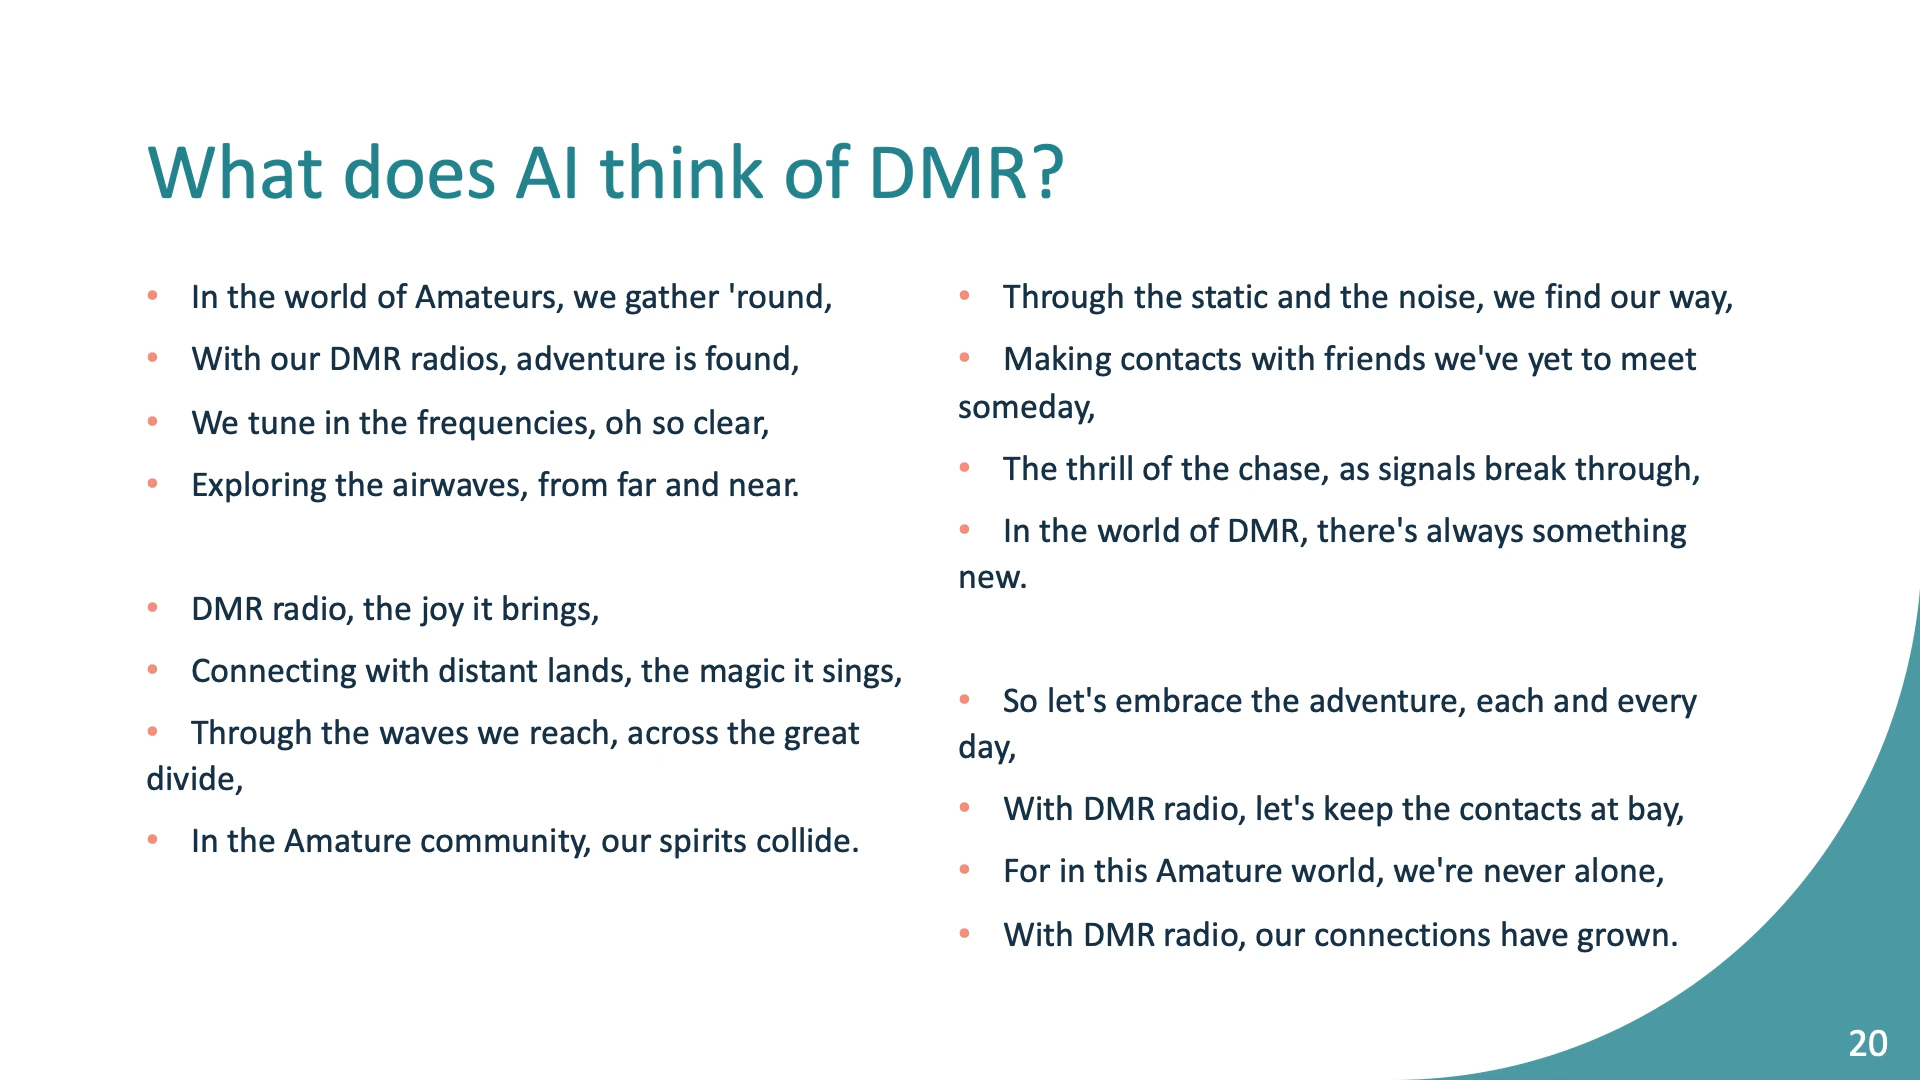 What does AI think of DMR?
• In the world of Amateurs, we gather 'round,
• With our DMR radios, adventure is found,
• We tune in the frequencies, oh so clear,
• Exploring the airwaves, from far and near.
• DMR radio, the joy it brings,
• Connecting with distant lands, the magic it sings,
• Through the waves we reach, across the great
divide,
• In the Amature community, our spirits collide.
• Through the static and the noise, we find our way,
• Making contacts with friends we've yet to meet
someday,
• The thrill of the chase, as signals break through,
• In the world of DMR, there's always something
new.
• So let's embrace the adventure, each and every
day,
• With DMR radio, let's keep the contacts at bay,
• For in this Amature world, we're never alone,
• With DMR radio, our connections have grown.
20